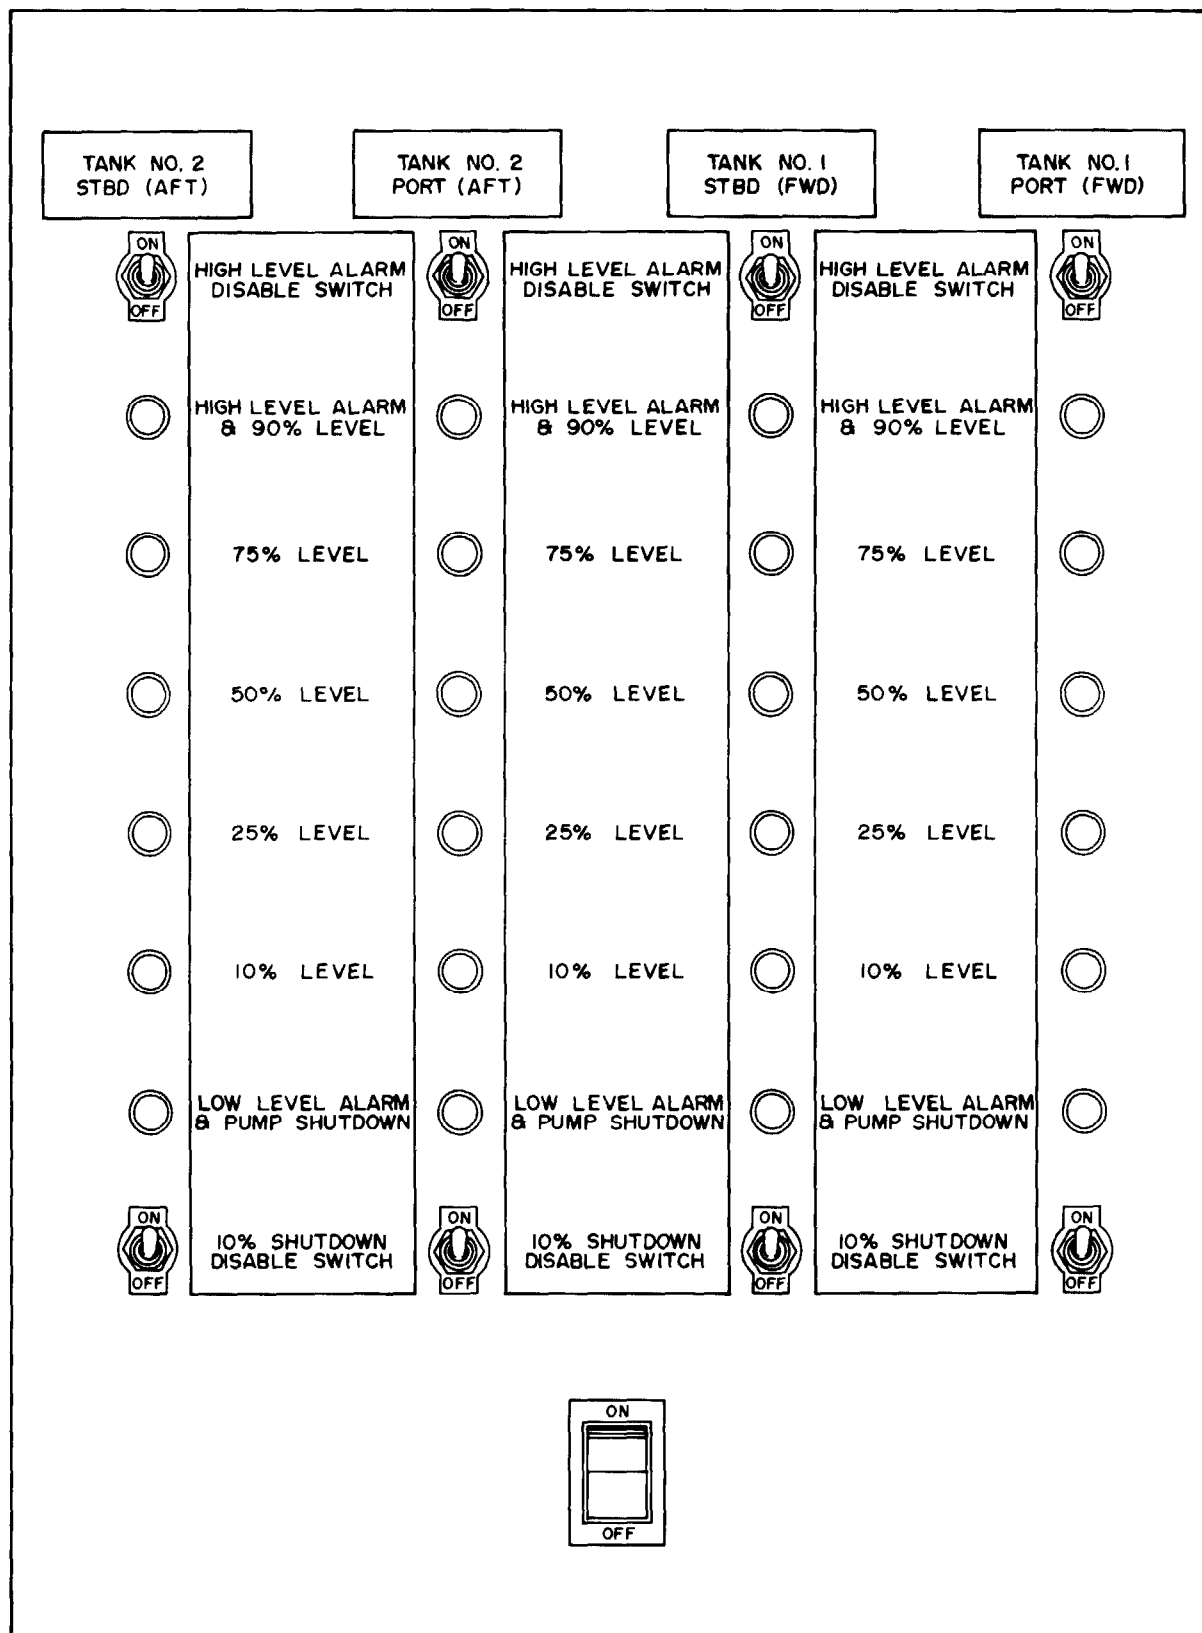 TANK NO. 2
STBD (AFT)
TANK NO. 2
PORT (AFT)
TANK NO. 1
STBD (FWD)
TANK NO. 1
PORT (FWD)
ON
OFF
HIGH LEVEL ALARM
DISABLE SWITCH
ON
OFF
HIGH LEVEL ALARM
DISABLE SWITCH
ON
OFF
HIGH LEVEL ALARM
DISABLE SWITCH
ON
OFF
HIGH LEVEL ALARM
& 90% LEVEL
HIGH LEVEL ALARM
& 90% LEVEL
HIGH LEVEL ALARM
& 90% LEVEL
75% LEVEL
75% LEVEL
75% LEVEL
50% LEVEL
50% LEVEL
50% LEVEL
25% LEVEL
25% LEVEL
25% LEVEL
10% LEVEL
10% LEVEL
10% LEVEL
LOW LEVEL ALARM
& PUMP SHUTDOWN
LOW LEVEL ALARM
& PUMP SHUTDOWN
LOW LEVEL ALARM
& PUMP SHUTDOWN
ON
OFF
10% SHUTDOWN
DISABLE SWITCH
ON
OFF
10% SHUTDOWN
DISABLE SWITCH
ON
OFF
10% SHUTDOWN
DISABLE SWITCH
ON
OFF
ON
OFF